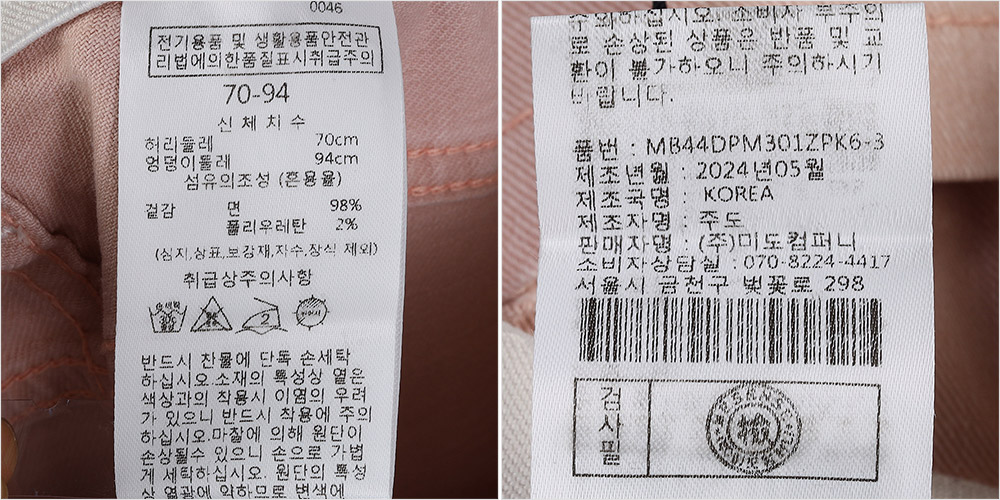 0046
전기용품 및 생활용품안전관
리법에의한품질표시취급주의
70-94
신체치수
허리둘레 70cm
엉덩이둘레 94cm
섬유의조성 (혼용율)
겉감 면 98%
폴리우레탄 2%
(심지,상표,보강재,자수,장식 제외)
취급상주의사항
2
반드시 찬물에 단독 손세탁
하십시오.소재의 특성상 옅은
색상과의 착용시 이염의 우려
가 있으니 반드시 착용에 주의
하십시오.마찰에 의해 원단이
손상될수 있으니 손으로 가볍
게 세탁하십시오. 원단의 특성
상 열과에 약하므로 변색에
주의하십시오. 소비자 부주의
로 손상된 상품은 반품 및 교
환이 불가하오니 주의하시기
바랍니다.
품번 : MB44DPM301ZPK6-3
제조년월 : 2024년05월
제조국명 : KOREA
제조자명 : 주도
판매자명 : (주)미도컴퍼니
소비자상담실 : 070-8224-4417
서울시 금천구 벚꽃로 298
검사필